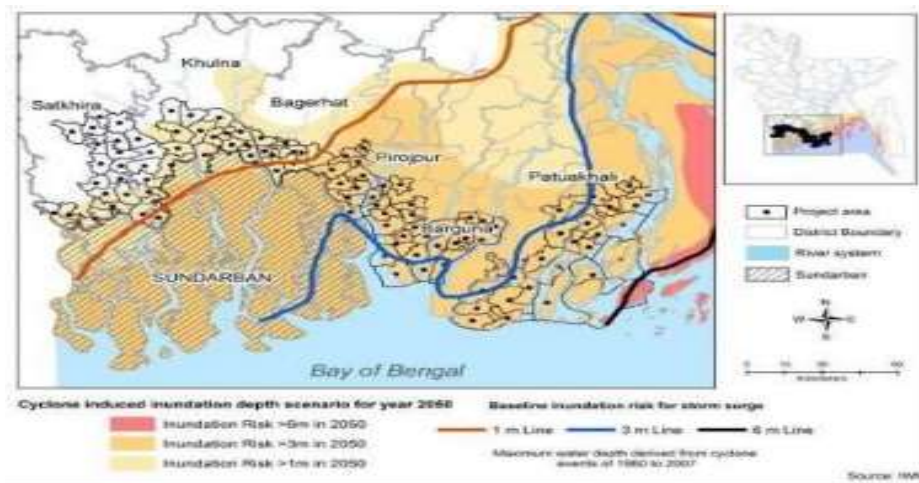 Khulna
Satkhira
Bagerhat
Pirojpur
Patuakhali
Barguna
SUNDARBAN
Bay of Bengal
Project area
District Boundary
River system
Sundarban
N
W
S
Cyclone induced inundation depth scenario for year 2050
Inundation Risk >6m in 2050
Inundation Risk >3m in 2050
Inundation Risk >1m in 2050
Baseline inundation risk for storm surge
1 m Line
3 m Line
6 m Line
Maximum water depth derived from cyclone
events of 1960 to 2007
Source: IWM